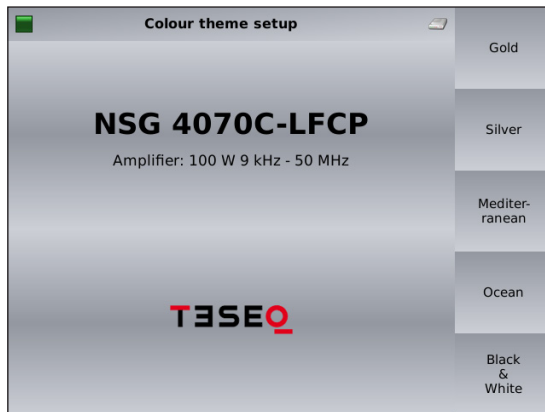 Colour theme setup
NSG 4070C-LFCP
Amplifier: 100 W 9 kHz - 50 MHz
TESEQ
Gold
Silver
Mediter-
ranean
Ocean
Black
&
White